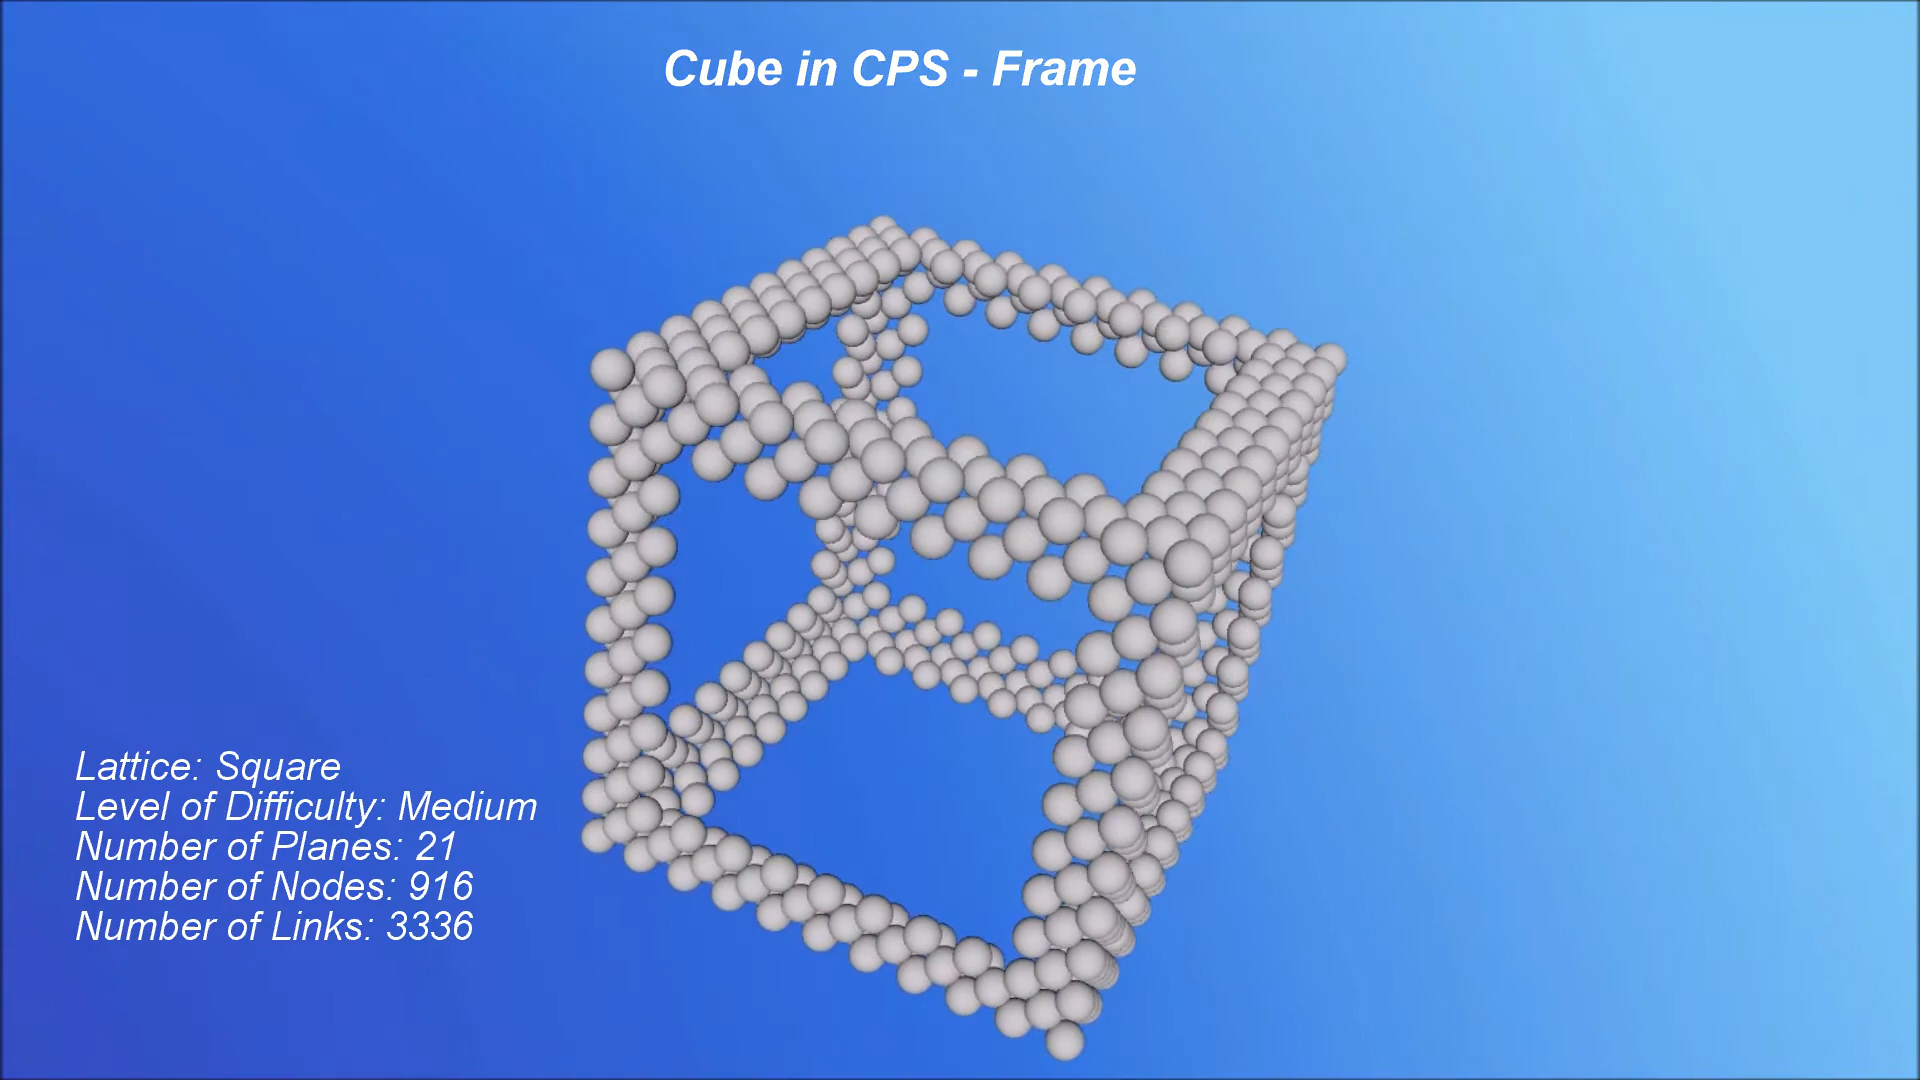 Cube in CPS - Frame
Lattice: Square
Level of Difficulty: Medium
Number of Planes: 21
Number of Nodes: 916
Number of Links: 3336